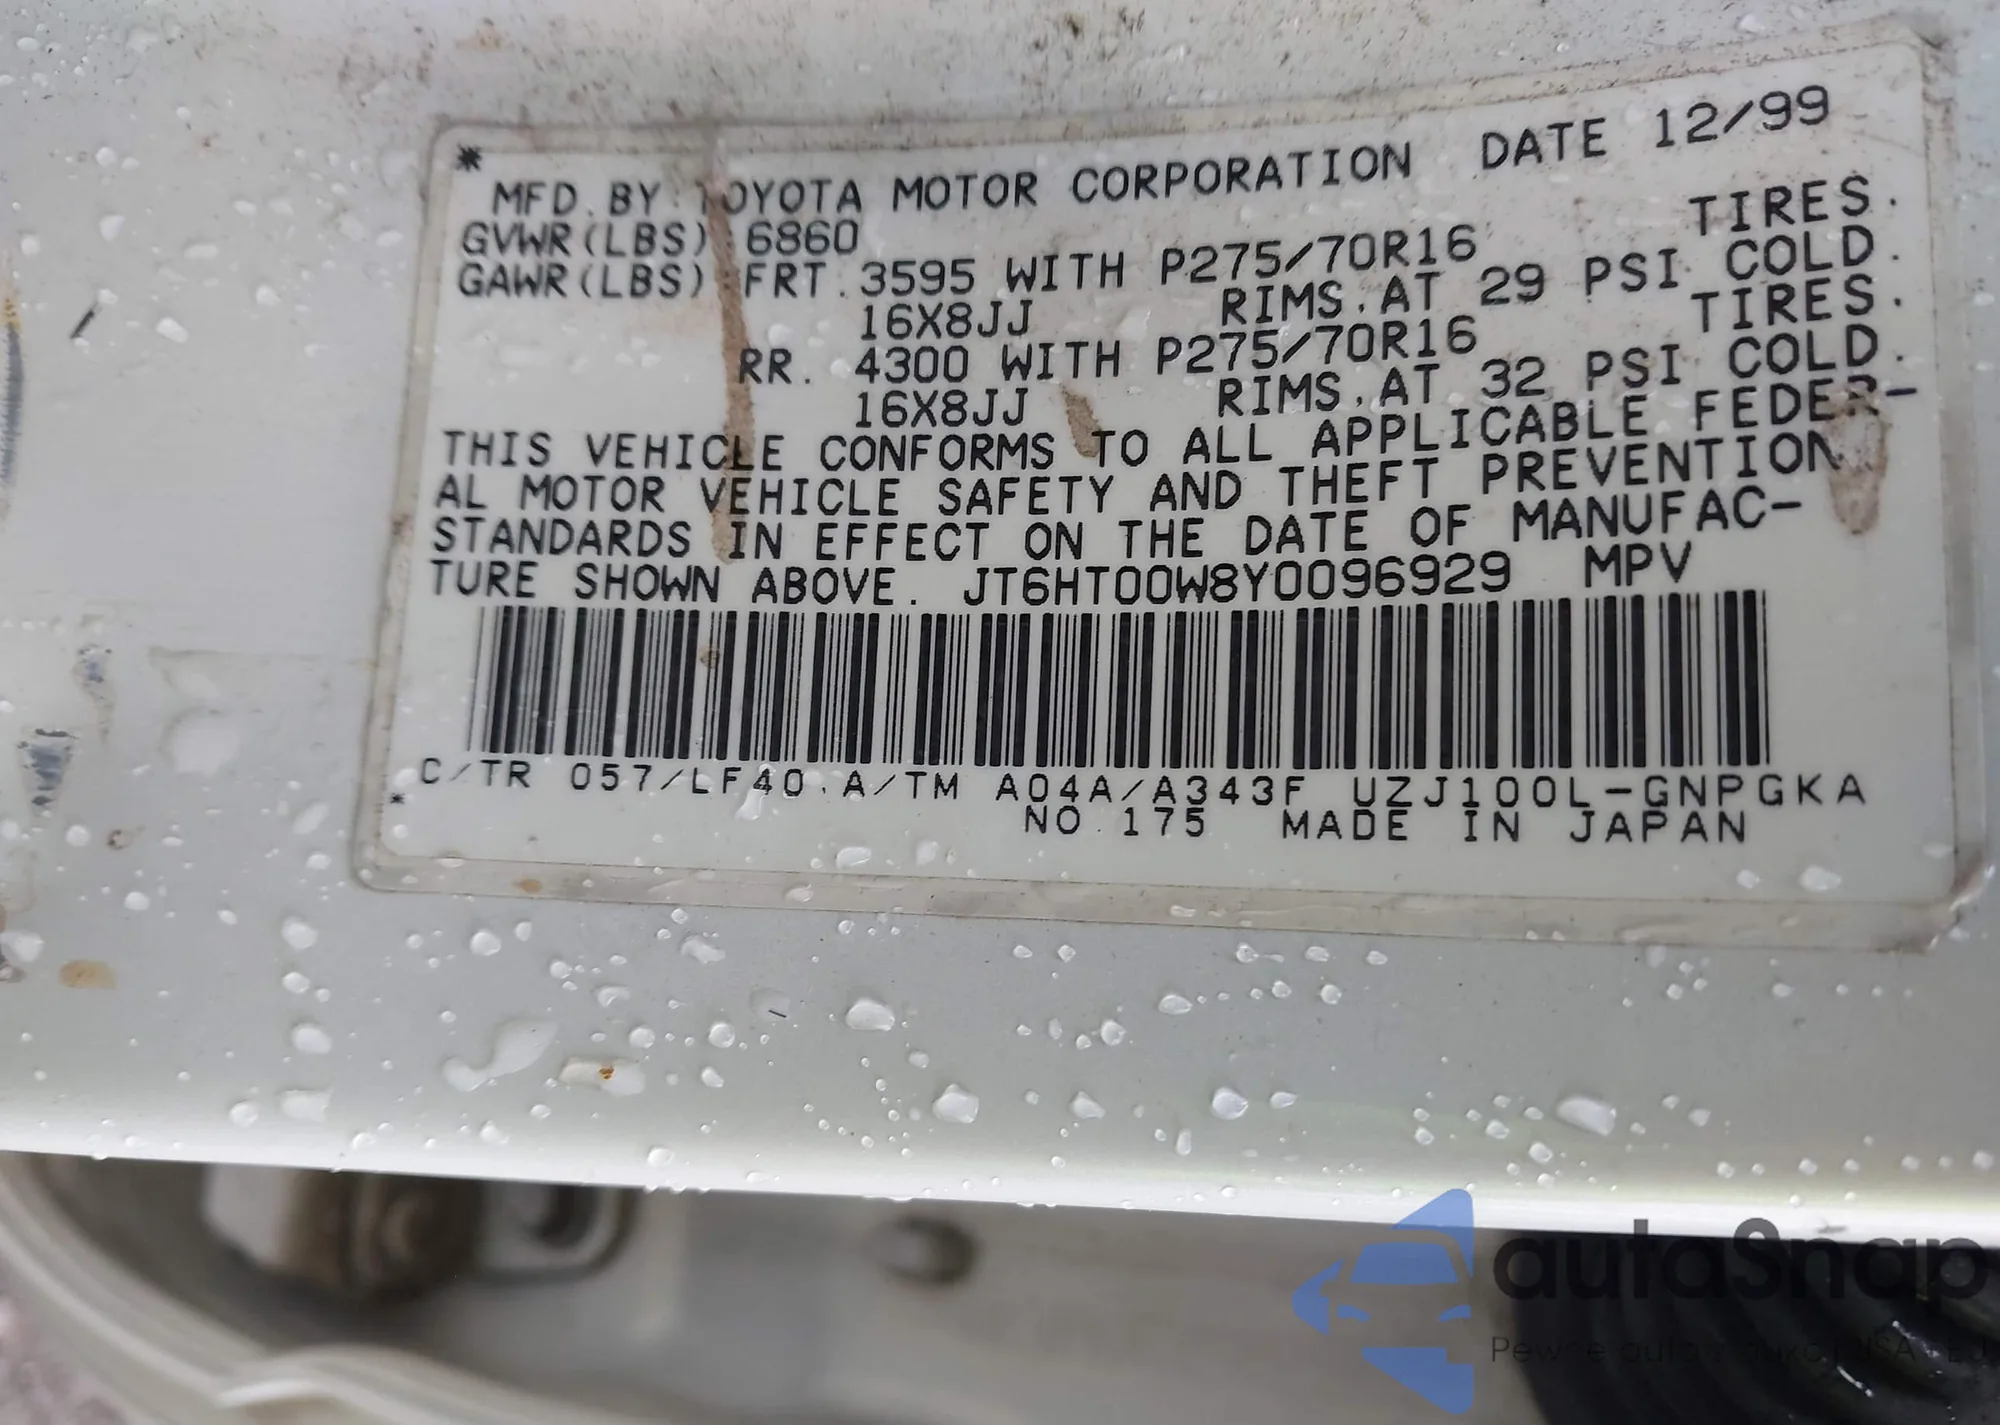 *
MFD. BY: TOYOTA MOTOR CORPORATION DATE 12/99
GVWR(LBS):6860
GAWR(LBS):FRT. 3595 WITH P275/70R16 TIRES.
16X8JJ RIMS.AT 29 PSI COLD.
RR. 4300 WITH P275/70R16 TIRES.
16X8JJ RIMS.AT 32 PSI COLD.
THIS VEHICLE CONFORMS TO ALL APPLICABLE FEDER-
AL MOTOR VEHICLE SAFETY AND THEFT PREVENTION
STANDARDS IN EFFECT ON THE DATE OF MANUFAC-
TURE SHOWN ABOVE. JT6HT00W8Y0096929 MPV
C/TR 057/LF40 . A/TM A04A/A343F UZJ100L-GNPGKA
* NO.175 MADE IN JAPAN
autoSnap